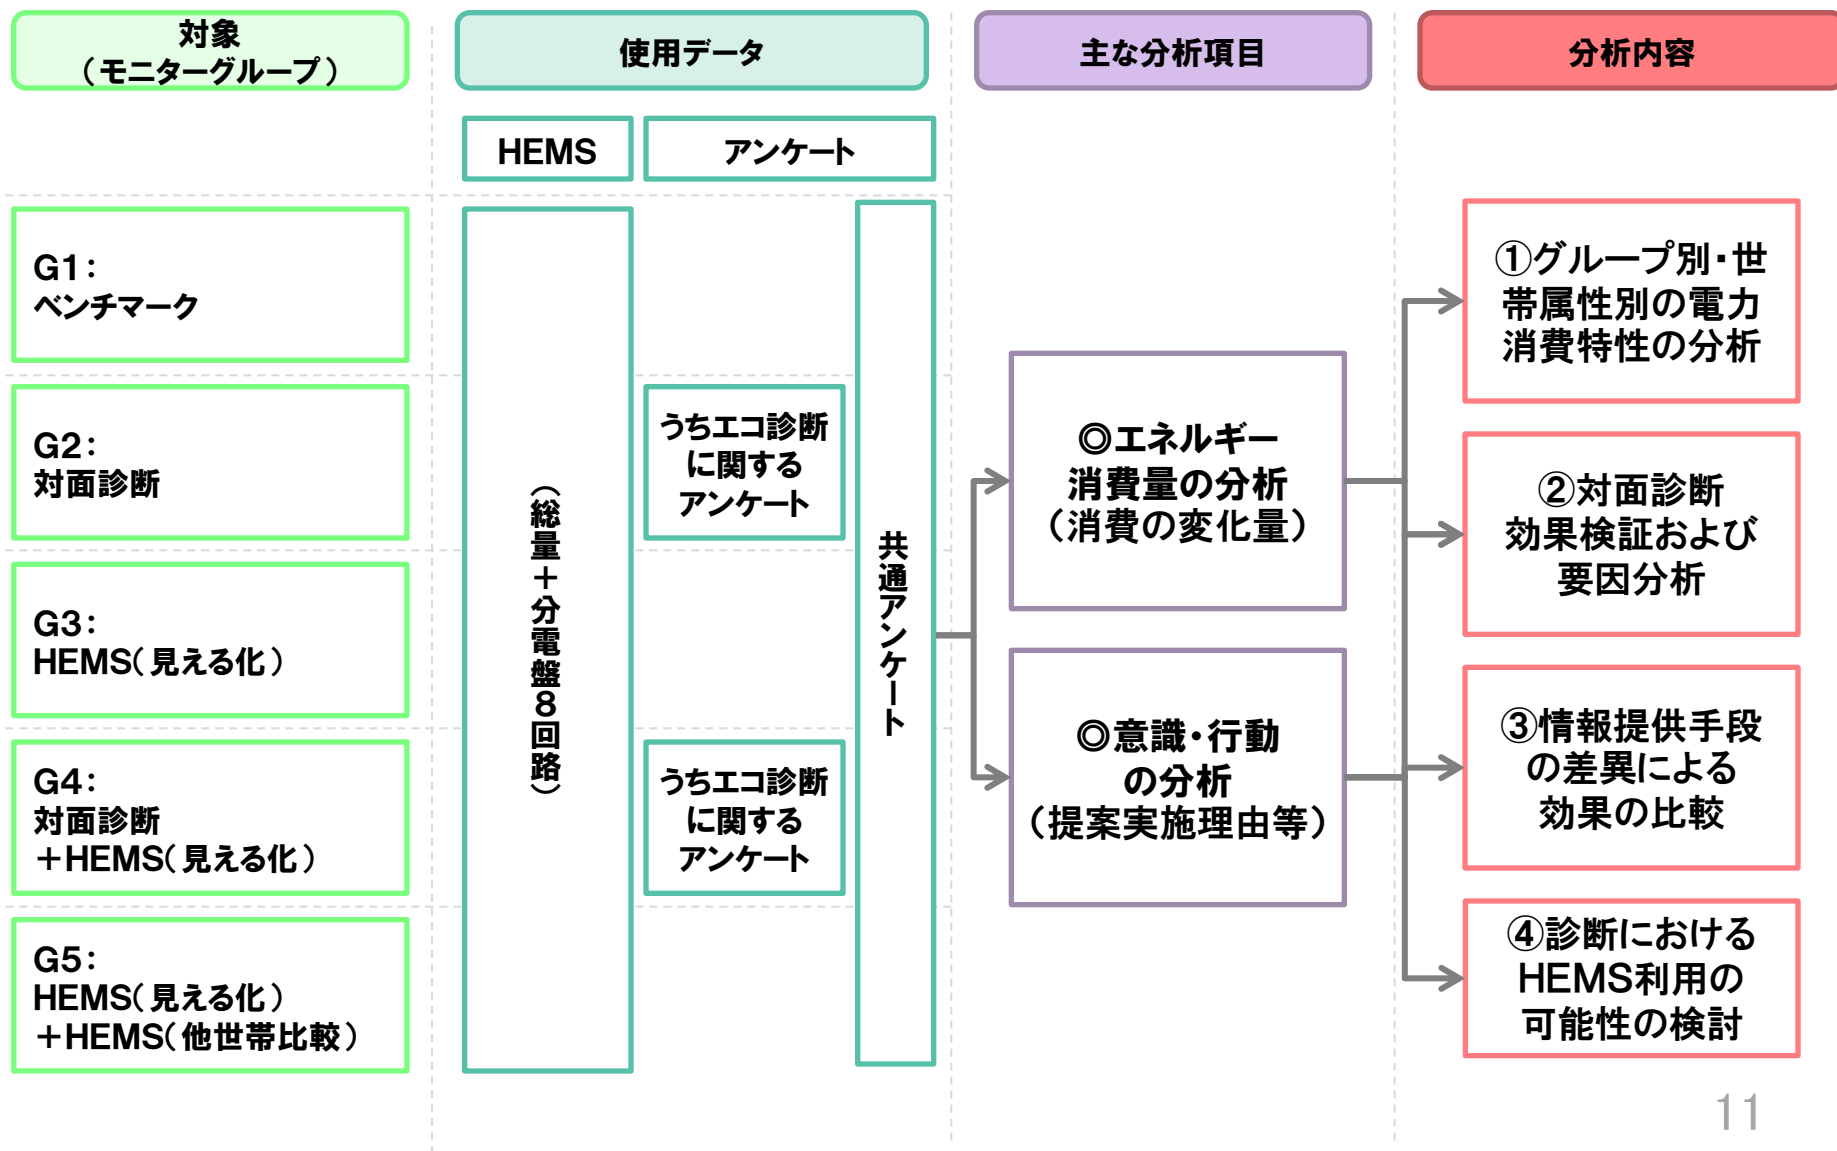 対象
（モニターグループ）
使用データ
主な分析項目
分析内容
HEMS
アンケート
G1：
ベンチマーク
G2：
対面診断
G3：
HEMS（見える化）
G4：
対面診断
＋HEMS（見える化）
G5：
HEMS（見える化）
＋HEMS（他世帯比較）
（総量＋分電盤８回路）
うちエコ診断
に関する
アンケート
うちエコ診断
に関する
アンケート
共通アンケート
◎エネルギー
消費量の分析
（消費の変化量）
◎意識・行動
の分析
（提案実施理由等）
①グループ別・世
帯属性別の電力
消費特性の分析
②対面診断
効果検証および
要因分析
③情報提供手段
の差異による
効果の比較
④診断における
HEMS利用の
可能性の検討
11